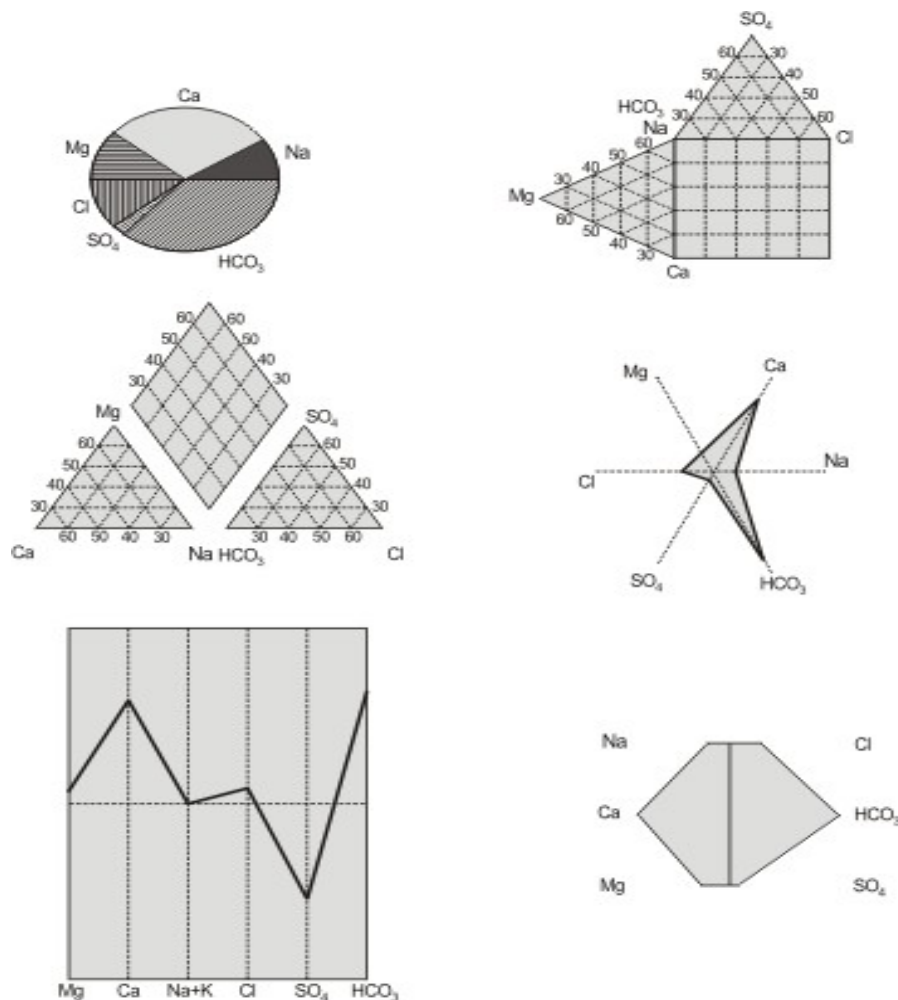 Ca
Mg
Na
Cl
SO₄
HCO₃
SO₄
60 30
50 40
40 50
30 60
HCO₃
Na
Cl
60
50
40
30
Mg
60
50
40
30
Ca
60 60
50 50
40 40
30 30
Mg
60
50
40
30
Ca
60 50 40 30
Na
SO₄
60
50
40
30
HCO₃
30 40 50 60
Cl
Mg
Ca
Cl
Na
SO₄
HCO₃
Mg Ca Na+K Cl SO₄ HCO₃
Na Cl
Ca HCO₃
Mg SO₄